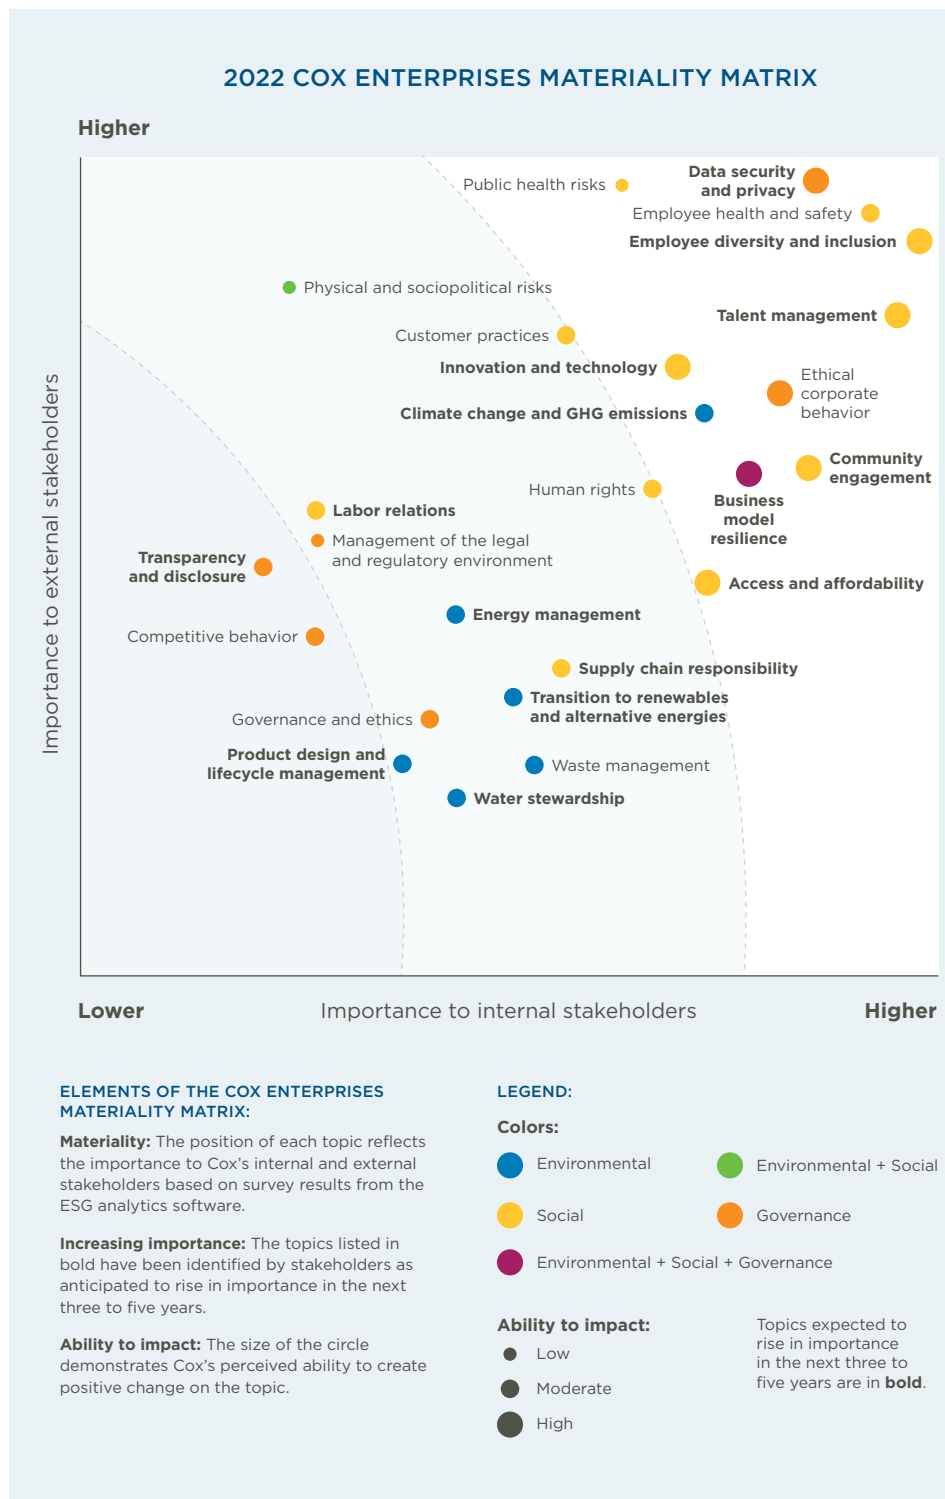 2022 COX ENTERPRISES MATERIALITY MATRIX
Higher
Public health risks
Data security
and privacy
Employee health and safety
Employee diversity and inclusion
Physical and sociopolitical risks
Talent management
Customer practices
Innovation and technology
Ethical
corporate
behavior
Climate change and GHG emissions
Community
engagement
Human rights
Business
model
resilience
Labor relations
Management of the legal
and regulatory environment
Transparency
and disclosure
Access and affordability
Energy management
Competitive behavior
Supply chain responsibility
Transition to renewables
and alternative energies
Governance and ethics
Product design and
lifecycle management
Waste management
Water stewardship
Importance to external stakeholders
Lower
Importance to internal stakeholders
Higher
ELEMENTS OF THE COX ENTERPRISES
MATERIALITY MATRIX:
Materiality: The position of each topic reflects
the importance to Cox’s internal and external
stakeholders based on survey results from the
ESG analytics software.
Increasing importance: The topics listed in
bold have been identified by stakeholders as
anticipated to rise in importance in the next
three to five years.
Ability to impact: The size of the circle
demonstrates Cox’s perceived ability to create
positive change on the topic.
LEGEND:
Colors:
Environmental
Environmental + Social
Social
Governance
Environmental + Social + Governance
Ability to impact:
Low
Moderate
High
Topics expected to
rise in importance
in the next three to
five years are in bold.